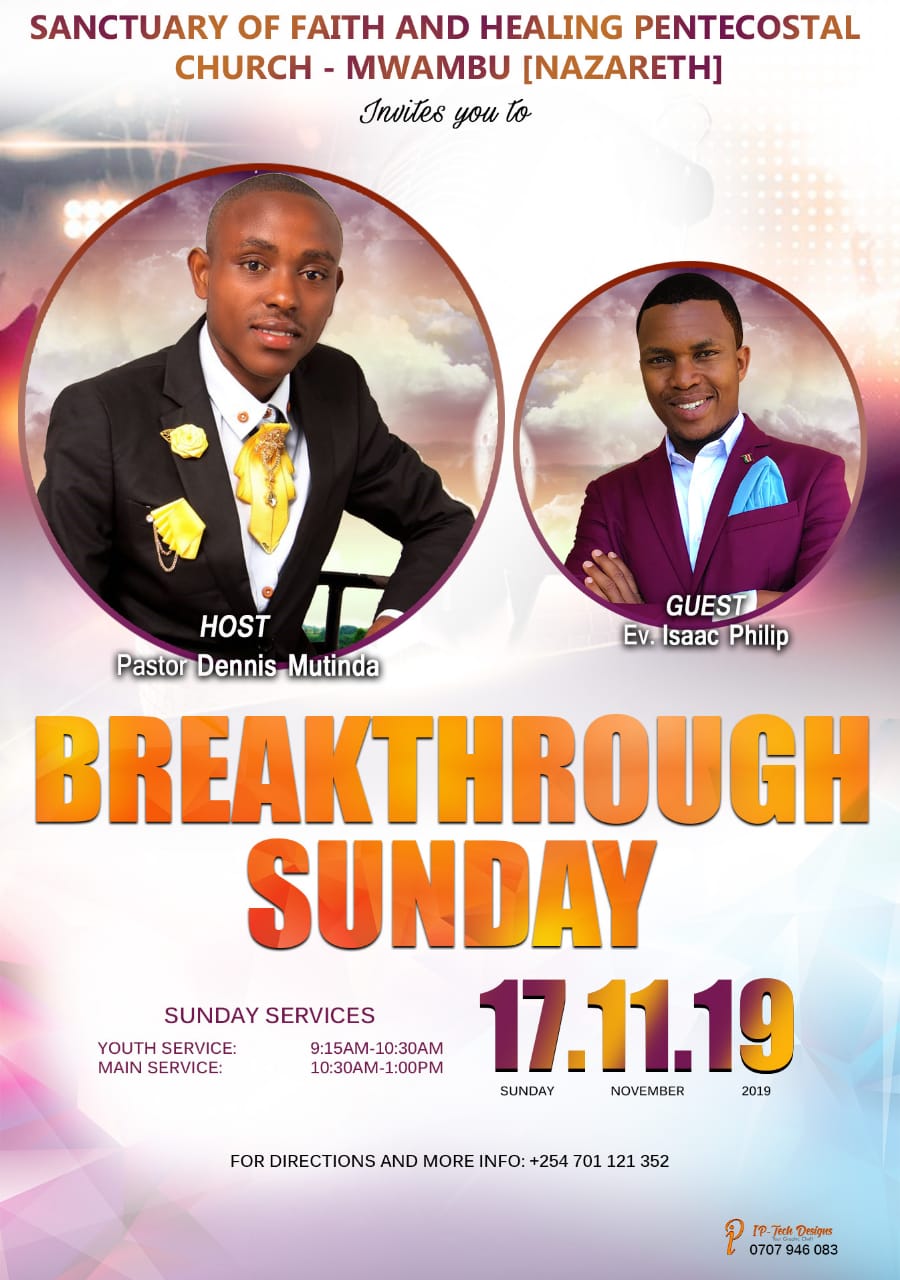 SANCTUARY OF FAITH AND HEALING PENTECOSTAL
CHURCH - MWAMBU [NAZARETH]
Invites you to
HOST
Pastor Dennis Mutinda
GUEST
Ev. Isaac Philip
BREAKTHROUGH
SUNDAY
17.11.19
SUNDAY NOVEMBER 2019
SUNDAY SERVICES
YOUTH SERVICE: 9:15AM-10:30AM
MAIN SERVICE: 10:30AM-1:00PM
FOR DIRECTIONS AND MORE INFO: +254 701 121 352
IP-Tech Designs
0707 946 083